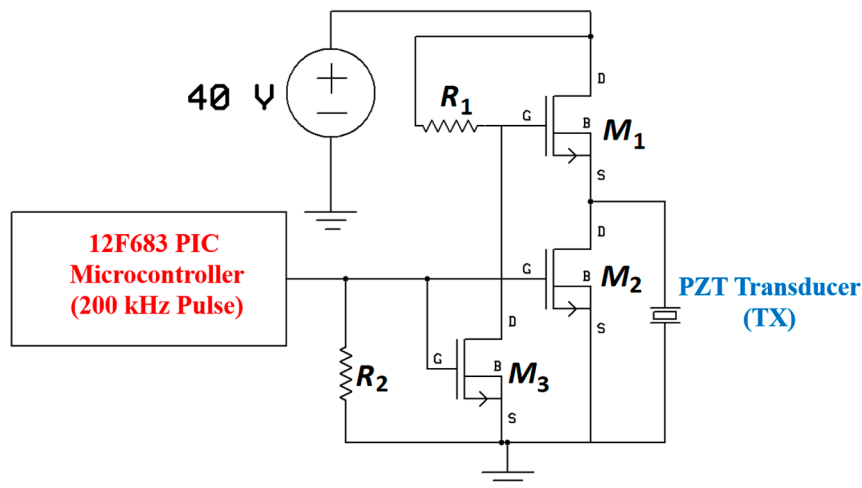 D
R1
G
B
M1
40 V
S
12F683 PIC
Microcontroller
(200 kHz Pulse)
D
G
B
M2
S
PZT Transducer
(TX)
D
G
B
M3
R2
S